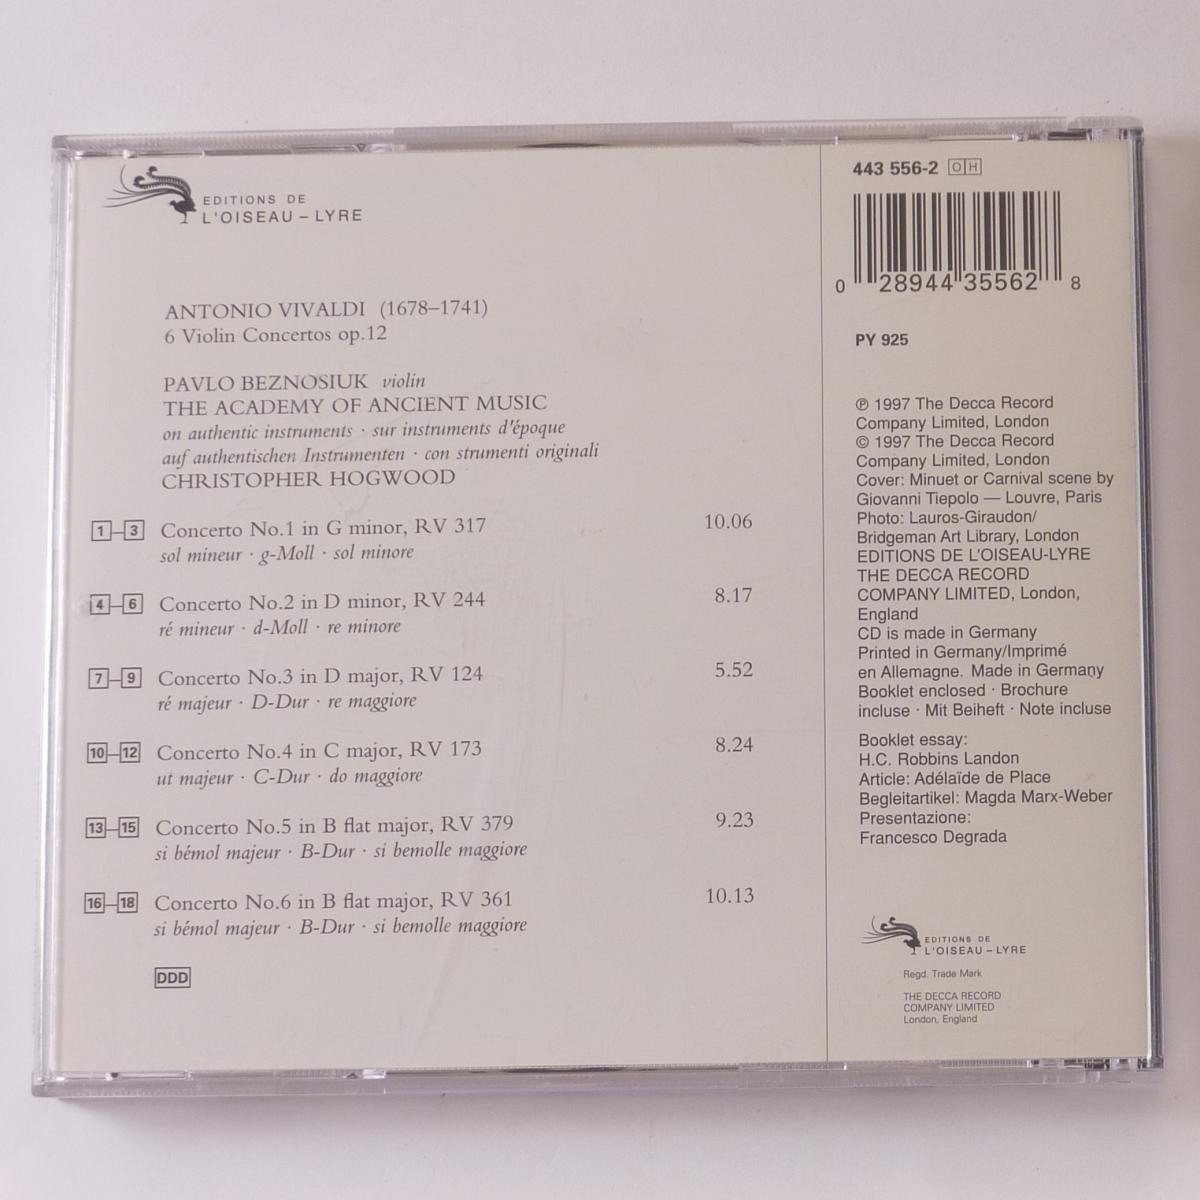 EDITIONS DE
L'OISEAU – LYRE
ANTONIO VIVALDI (1678–1741)
6 Violin Concertos op.12
PAVLO BEZNOSIUK violin
THE ACADEMY OF ANCIENT MUSIC
on authentic instruments · sur instruments d'époque
auf authentischen Instrumenten · con strumenti originali
CHRISTOPHER HOGWOOD
1–3 Concerto No.1 in G minor, RV 317 10.06
sol mineur · g-Moll · sol minore
4–6 Concerto No.2 in D minor, RV 244 8.17
ré mineur · d-Moll · re minore
7–9 Concerto No.3 in D major, RV 124 5.52
ré majeur · D-Dur · re maggiore
10–12 Concerto No.4 in C major, RV 173 8.24
ut majeur · C-Dur · do maggiore
13–15 Concerto No.5 in B flat major, RV 379 9.23
si bémol majeur · B-Dur · si bemolle maggiore
16–18 Concerto No.6 in B flat major, RV 361 10.13
si bémol majeur · B-Dur · si bemolle maggiore
DDD
443 556-2 OH
0 28944 35562 8
PY 925
℗ 1997 The Decca Record
Company Limited, London
© 1997 The Decca Record
Company Limited, London
Cover: Minuet or Carnival scene by
Giovanni Tiepolo — Louvre, Paris
Photo: Lauros-Giraudon/
Bridgeman Art Library, London
EDITIONS DE L'OISEAU-LYRE
THE DECCA RECORD
COMPANY LIMITED, London,
England
CD is made in Germany
Printed in Germany/Imprimé
en Allemagne. Made in Germany
Booklet enclosed · Brochure
incluse · Mit Beiheft · Note incluse
Booklet essay:
H.C. Robbins Landon
Article: Adélaïde de Place
Begleitartikel: Magda Marx-Weber
Presentazione:
Francesco Degrada
EDITIONS DE
L'OISEAU – LYRE
Regd. Trade Mark
THE DECCA RECORD
COMPANY LIMITED
London, England